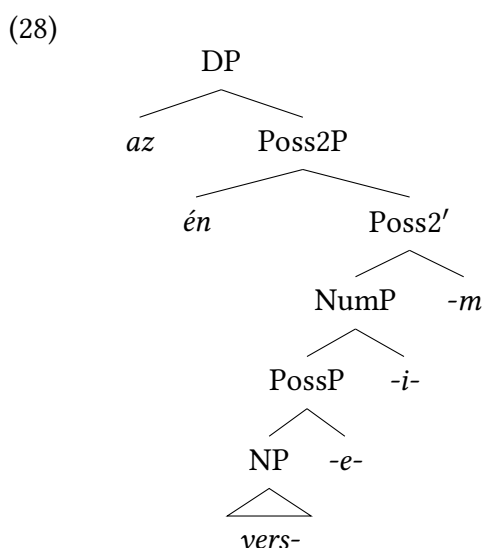 (28)
DP
az Poss2P
én Poss2′
NumP -m
PossP -i-
NP -e-
vers-